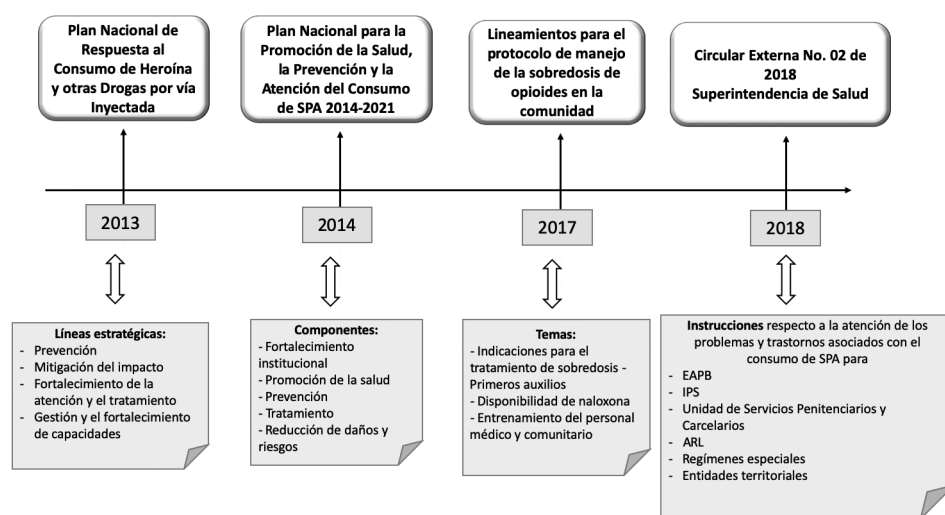 Plan Nacional de
Respuesta al
Consumo de Heroína
y otras Drogas por vía
Inyectada
Plan Nacional para la
Promoción de la Salud,
la Prevención y la
Atención del Consumo
de SPA 2014-2021
Lineamientos para el
protocolo de manejo
de la sobredosis de
opioides en la
comunidad
Circular Externa No. 02 de
2018
Superintendencia de Salud
2013
2014
2017
2018
Líneas estratégicas:
- Prevención
- Mitigación del impacto
- Fortalecimiento de la
atención y el tratamiento
- Gestión y el fortalecimiento
de capacidades
Componentes:
- Fortalecimiento
institucional
- Promoción de la salud
- Prevención
- Tratamiento
- Reducción de daños y
riesgos
Temas:
- Indicaciones para el
tratamiento de sobredosis -
Primeros auxilios
- Disponibilidad de naloxona
- Entrenamiento del personal
médico y comunitario
Instrucciones respecto a la atención de los
problemas y trastornos asociados con el
consumo de SPA para
- EAPB
- IPS
- Unidad de Servicios Penitenciarios y
Carcelarios
- ARL
- Regímenes especiales
- Entidades territoriales